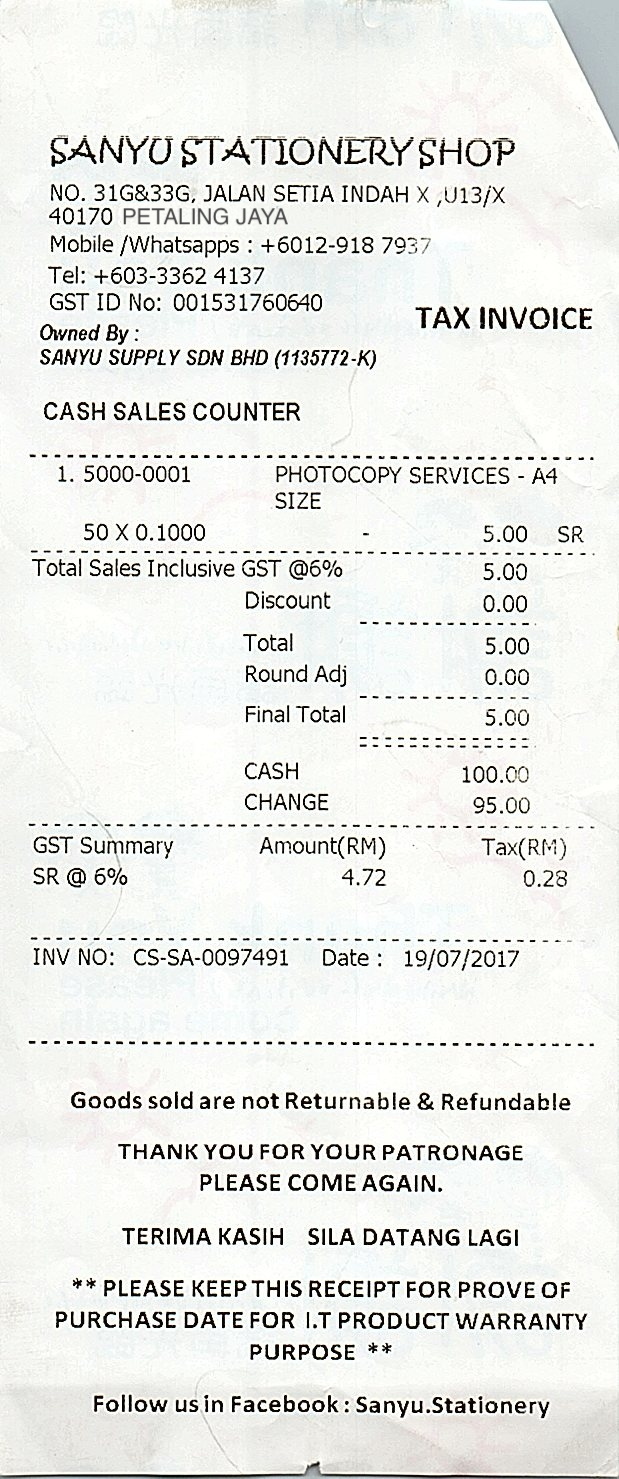 SANYU STATIONERY SHOP
NO. 31G&33G, JALAN SETIA INDAH X ,U13/X
40170 PETALING JAYA
Mobile /Whatsapps : +6012-918 7937
Tel: +603-3362 4137
GST ID No: 001531760640
TAX INVOICE
Owned By :
SANYU SUPPLY SDN BHD (1135772-K)
CASH SALES COUNTER
1. 5000-0001 PHOTOCOPY SERVICES - A4
SIZE
50 X 0.1000 - 5.00 SR
Total Sales Inclusive GST @6% 5.00
Discount 0.00
Total 5.00
Round Adj 0.00
Final Total 5.00
CASH 100.00
CHANGE 95.00
GST Summary Amount(RM) Tax(RM)
SR @ 6% 4.72 0.28
INV NO: CS-SA-0097491 Date : 19/07/2017
Goods sold are not Returnable & Refundable
THANK YOU FOR YOUR PATRONAGE
PLEASE COME AGAIN.
TERIMA KASIH SILA DATANG LAGI
** PLEASE KEEP THIS RECEIPT FOR PROVE OF
PURCHASE DATE FOR I.T PRODUCT WARRANTY
PURPOSE **
Follow us in Facebook : Sanyu.Stationery